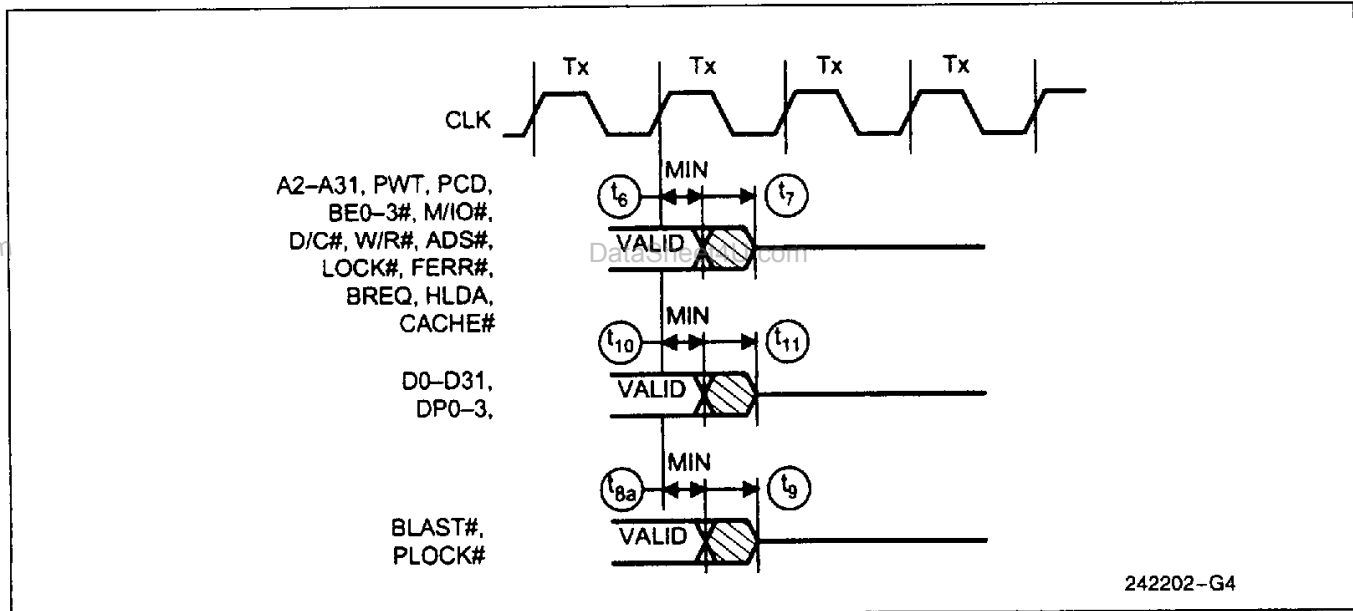 Tx Tx Tx Tx
CLK
MIN
t6 t7
A2–A31, PWT, PCD,
BE0–3#, M/IO#,
D/C#, W/R#, ADS#,
LOCK#, FERR#,
BREQ, HLDA,
CACHE#
VALID
DataSheet4U.com
m
MIN
t10 t11
D0–D31,
DP0–3,
VALID
MIN
t8a t9
BLAST#,
PLOCK#
VALID
242202–G4